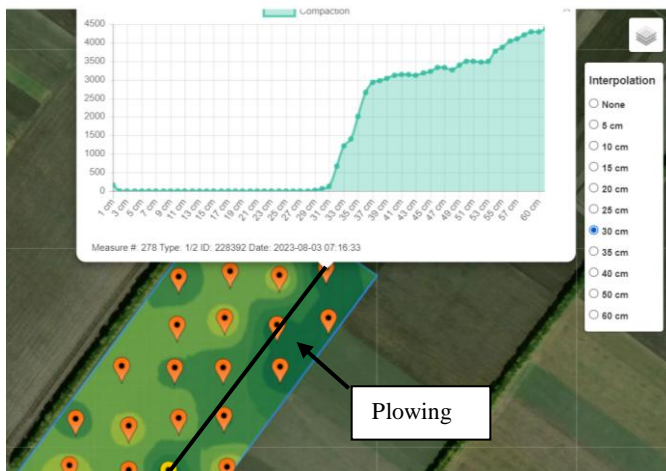 Compaction
4500
4000
3500
3000
2500
2000
1500
1000
500
0
1 cm
3 cm
5 cm
7 cm
9 cm
11 cm
13 cm
15 cm
17 cm
19 cm
21 cm
23 cm
25 cm
27 cm
29 cm
31 cm
33 cm
35 cm
37 cm
39 cm
41 cm
43 cm
45 cm
47 cm
49 cm
51 cm
53 cm
55 cm
57 cm
60 cm
Measure #: 278 Type: 1/2 ID: 228392 Date: 2023-08-03 07:16:33
Interpolation
None
5 cm
10 cm
15 cm
20 cm
25 cm
30 cm
35 cm
40 cm
50 cm
60 cm
Plowing